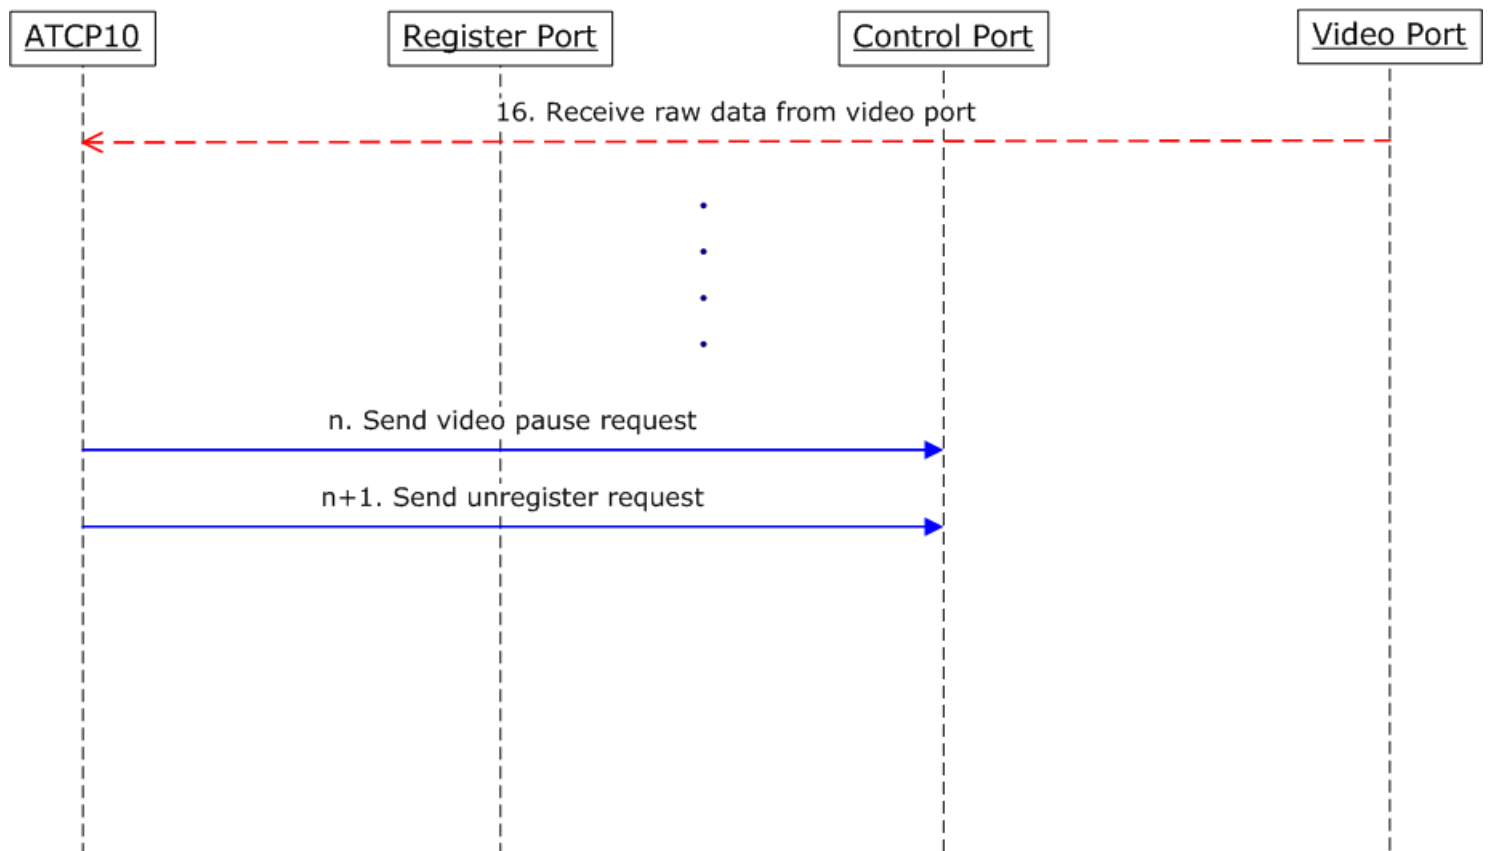 ATCP10
Register Port
Control Port
Video Port
16. Receive raw data from video port
n. Send video pause request
n+1. Send unregister request